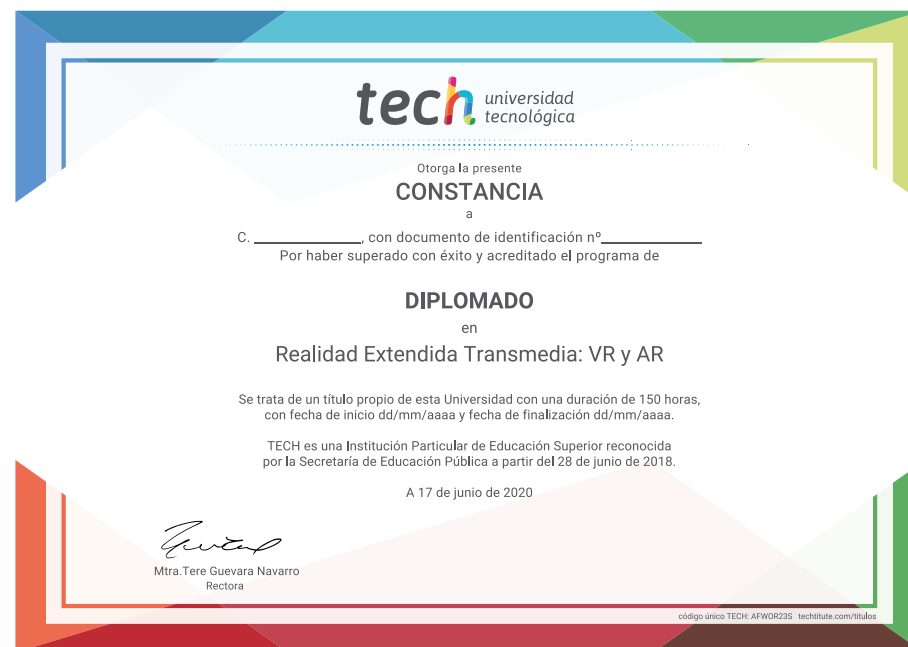 tech universidad
tecnológica
Otorga la presente
CONSTANCIA
a
C. ____________, con documento de identificación nº____________
Por haber superado con éxito y acreditado el programa de
DIPLOMADO
en
Realidad Extendida Transmedia: VR y AR
Se trata de un título propio de esta Universidad con una duración de 150 horas,
con fecha de inicio dd/mm/aaaa y fecha de finalización dd/mm/aaaa.
TECH es una Institución Particular de Educación Superior reconocida
por la Secretaría de Educación Pública a partir del 28 de junio de 2018.
A 17 de junio de 2020
Mtra.Tere Guevara Navarro
Rectora
código único TECH: AFWOR23S techtitute.com/titulos